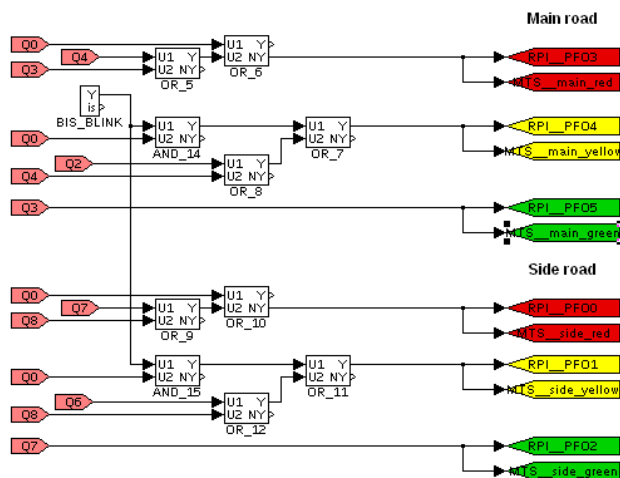 Main road
Q0
U1 Y
U2 NY
OR_6
RPI__PFO3
Q4
U1 Y
U2 NY
OR_5
Q3
MTS__main_red
Y
is
BIS_BLINK
U1 Y
U2 NY
AND_14
Q0
U1 Y
U2 NY
OR_7
RPI__PFO4
MTS__main_yellow
Q2
U1 Y
U2 NY
OR_8
Q4
Q3
RPI__PFO5
MTS__main_green
Side road
Q0
U1 Y
U2 NY
OR_10
RPI__PFO0
Q7
U1 Y
U2 NY
OR_9
Q8
MTS__side_red
U1 Y
U2 NY
AND_15
Q0
U1 Y
U2 NY
OR_11
RPI__PFO1
MTS__side_yellow
Q6
U1 Y
U2 NY
OR_12
Q8
Q7
RPI__PFO2
MTS__side_green